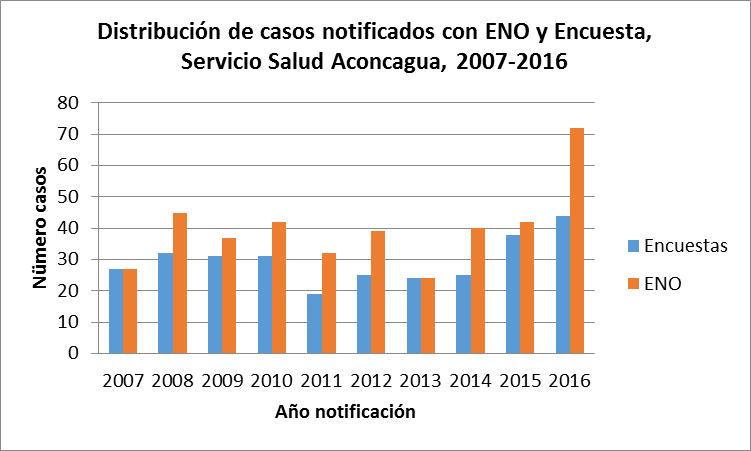 Distribución de casos notificados con ENO y Encuesta,
Servicio Salud Aconcagua, 2007-2016
80
70
60
50
40
30
20
10
0
Nümero casos
2007 2008 2009 2010 2011 2012 2013 2014 2015 2016
Año notificación
Encuestas
ENO